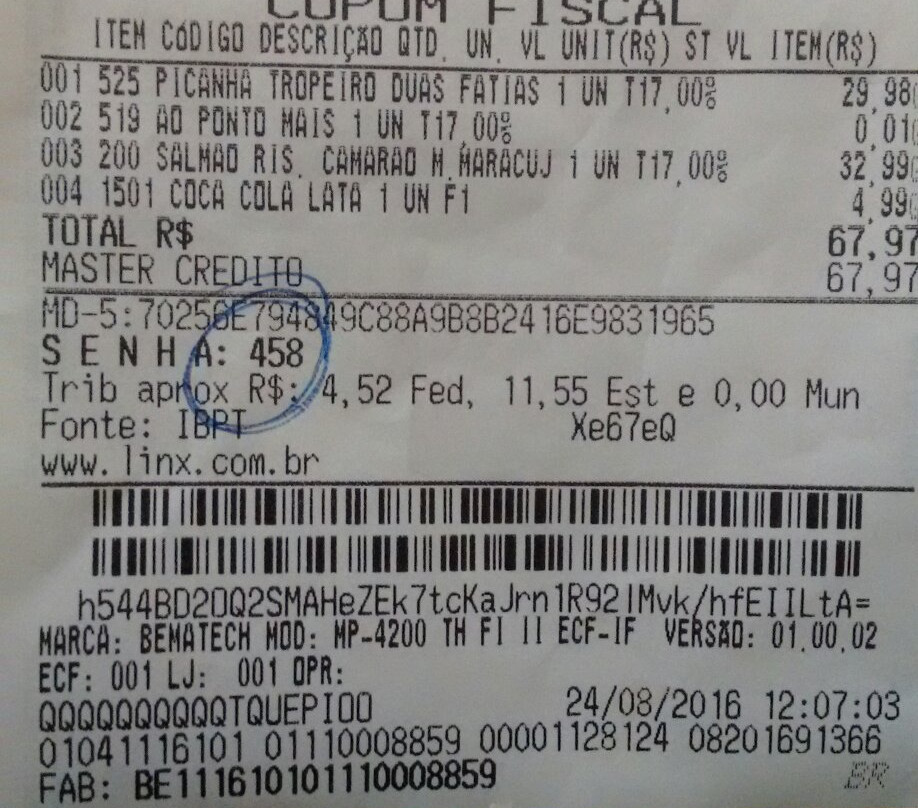 CUPOM FISCAL
ITEM CÓDIGO DESCRIÇÃO QTD. UN. VL UNIT(R$) ST VL ITEM(R$)
001 525 PICANHA TROPEIRO DUAS FATIAS 1 UN T17,00% 29,98
002 519 AO PONTO MAIS 1 UN T17,00% 0,01
003 200 SALMAO RIS. CAMARAO M.MARACUJ 1 UN T17,00% 32,99
004 1501 COCA COLA LATA 1 UN F1 4,99
TOTAL R$ 67,97
MASTER CREDITO 67,97
MD-5:70256E794849C88A9B8B2416E9831965
S E N H A: 458
Trib aprox R$: 4,52 Fed, 11,55 Est e 0,00 Mun
Fonte: IBPT Xe67eQ
www.linx.com.br
h544BD2DQ2SMAHeZEk7tcKaJrn1R92IMvk/hfEIILtA=
MARCA: BEMATECH MOD: MP-4200 TH FI II ECF-IF VERSÃO: 01.00.02
ECF: 001 LJ: 001 OPR:
QQQQQQQQQQTQUEPIOO 24/08/2016 12:07:03
01041116101 01110008859 00001128124 08201691366
FAB: BE111610101110008859
BR